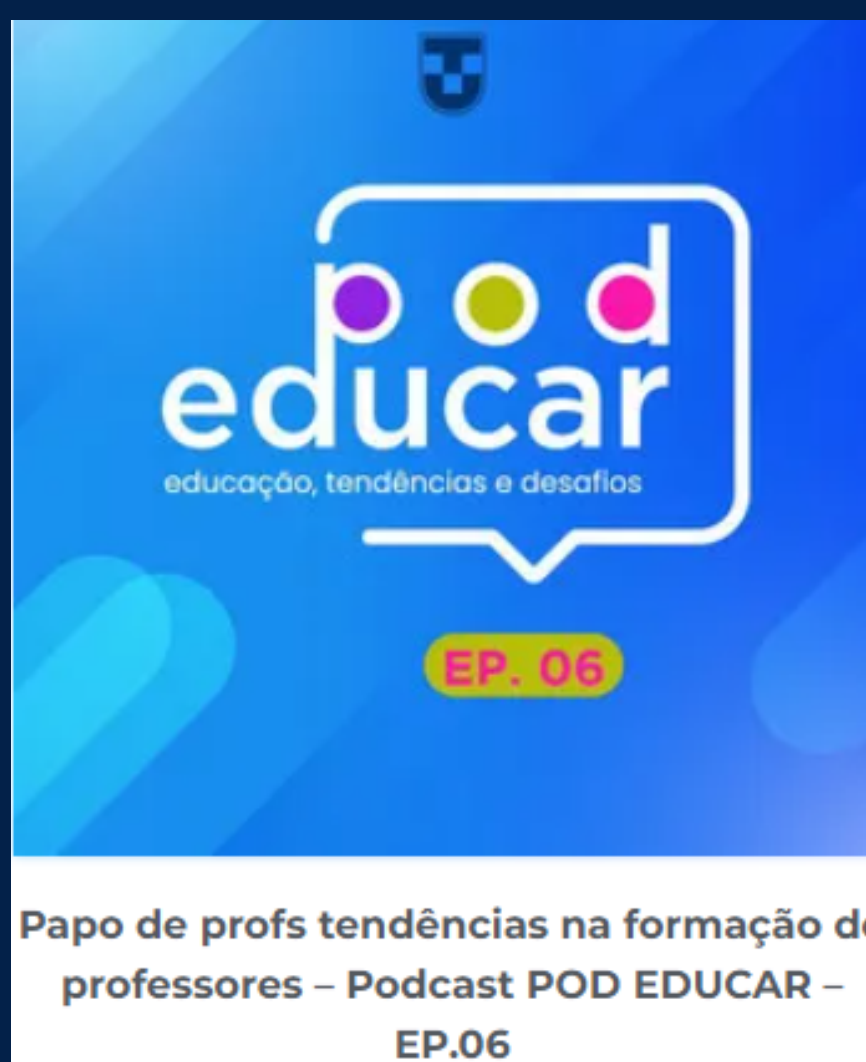 pod
educar
educação, tendências e desafios
EP. 06
Papo de profs tendências na formação de
professores – Podcast POD EDUCAR –
EP.06